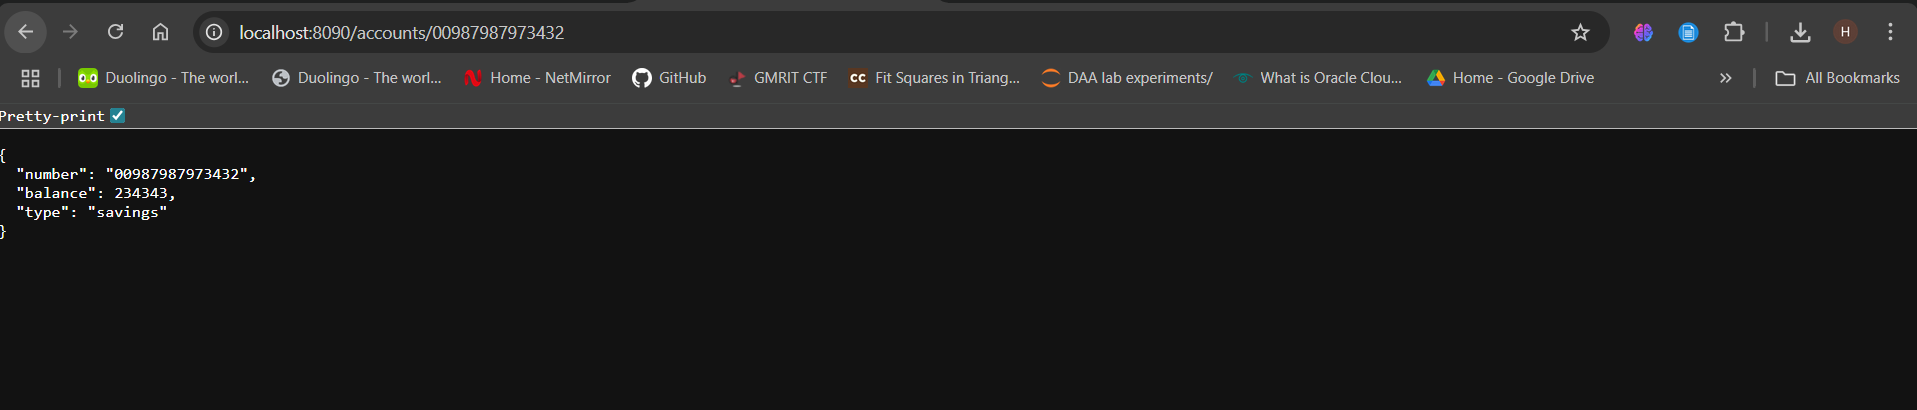 localhost:8090/accounts/00987987973432
H
Duolingo - The worl...
Duolingo - The worl...
Home - NetMirror
GitHub
GMRIT CTF
CC
Fit Squares in Triang...
DAA lab experiments/
What is Oracle Clou...
Home - Google Drive
»
All Bookmarks
Pretty-print
{
"number": "00987987973432",
"balance": 234343,
"type": "savings"
}